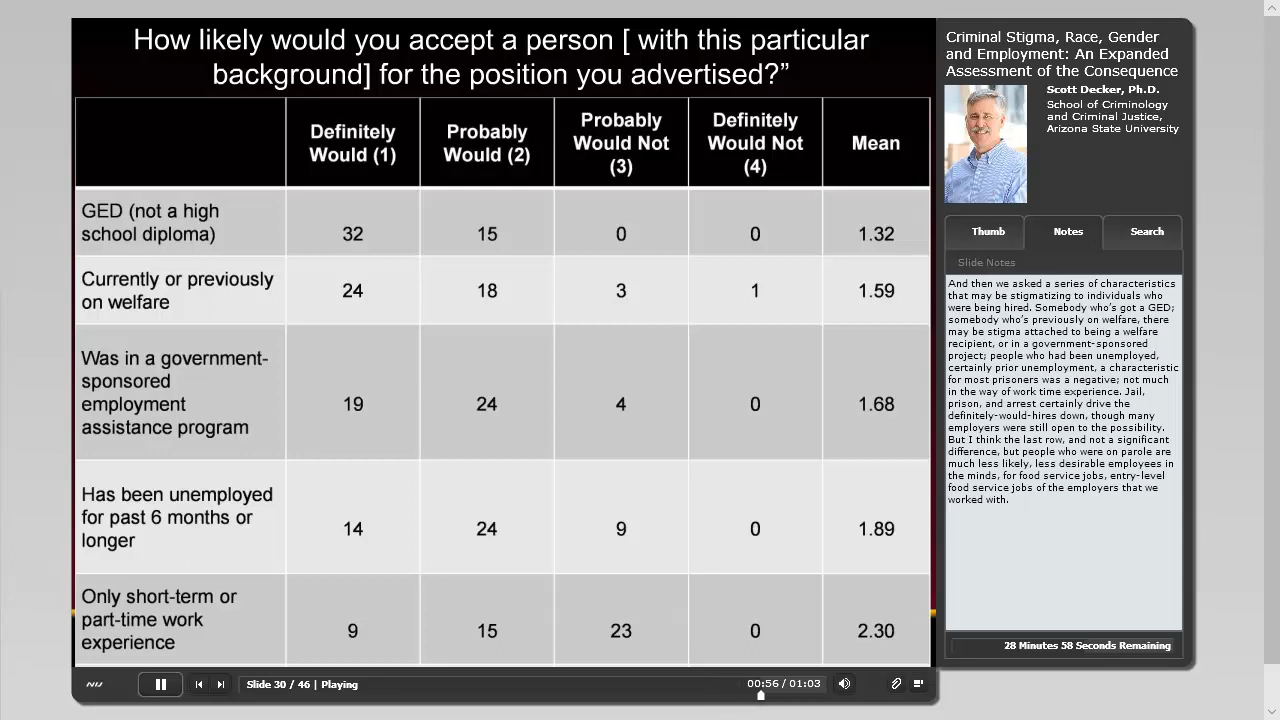 How likely would you accept a person [ with this particular
background] for the position you advertised?”
Definitely
Would (1)
Probably
Would (2)
Probably
Would Not
(3)
Definitely
Would Not
(4)
Mean
GED (not a high
school diploma)
32
15
0
0
1.32
Currently or previously
on welfare
24
18
3
1
1.59
Was in a government-
sponsored
employment
assistance program
19
24
4
0
1.68
Has been unemployed
for past 6 months or
longer
14
24
9
0
1.89
Only short-term or
part-time work
experience
9
15
23
0
2.30
Slide 30 / 46 | Playing
00:56 / 01:03
Criminal Stigma, Race, Gender
and Employment: An Expanded
Assessment of the Consequence
Scott Decker, Ph.D.
School of Criminology
and Criminal Justice,
Arizona State University
Thumb
Notes
Search
Slide Notes
And then we asked a series of characteristics
that may be stigmatizing to individuals who
were being hired. Somebody who's got a GED;
somebody who's previously on welfare, there
may be stigma attached to being a welfare
recipient, or in a government-sponsored
project; people who had been unemployed,
certainly prior unemployment, a characteristic
for most prisoners was a negative; not much
in the way of work time experience. Jail,
prison, and arrest certainly drive the
definitely-would-hires down, though many
employers were still open to the possibility.
But I think the last row, and not a significant
difference, but people who were on parole are
much less likely, less desirable employees in
the minds, for food service jobs, entry-level
food service jobs of the employers that we
worked with.
28 Minutes 58 Seconds Remaining